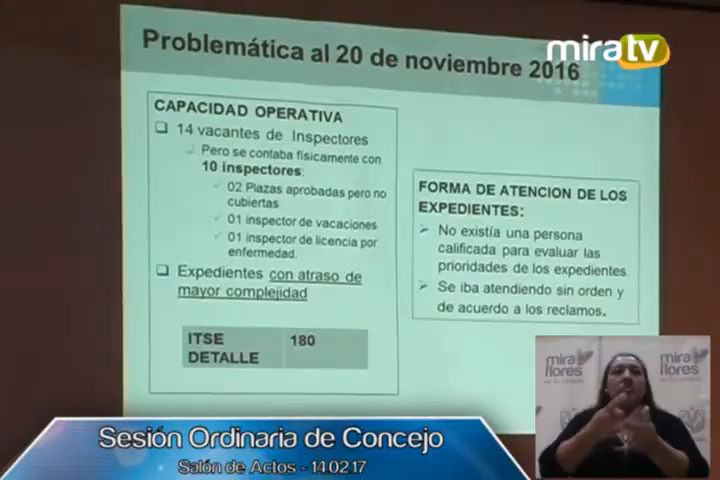 Problemática al 20 de noviembre 2016
miratv
CAPACIDAD OPERATIVA
14 vacantes de Inspectores
Pero se contaba físicamente con
10 inspectores:
02 Plazas aprobadas pero no
cubiertas
01 inspector de vacaciones
01 inspector de licencia por
enfermedad.
Expedientes con atraso de
mayor complejidad
ITSE 180
DETALLE
FORMA DE ATENCION DE LOS
EXPEDIENTES:
No existía una persona
calificada para evaluar las
prioridades de los expedientes.
Se iba atendiendo sin orden y
de acuerdo a los reclamos.
mira
flores
mira
flores
Sesión Ordinaria de Concejo
Salón de Actos - 14.02.17